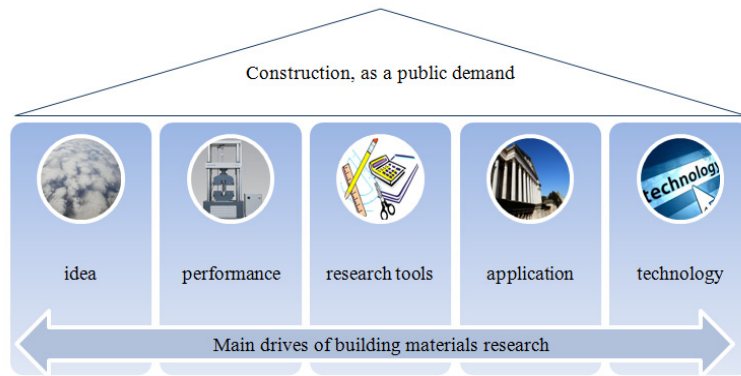 Construction, as a public demand
technology
idea
performance
research tools
application
technology
Main drives of building materials research